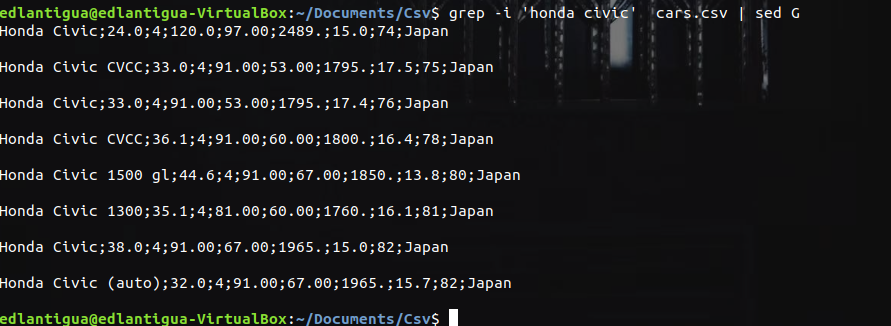 edlantigua@edlantigua-VirtualBox:~/Documents/Csv$ grep -i 'honda civic'  cars.csv | sed G
Honda Civic;24.0;4;120.0;97.00;2489.;15.0;74;Japan
Honda Civic CVCC;33.0;4;91.00;53.00;1795.;17.5;75;Japan
Honda Civic;33.0;4;91.00;53.00;1795.;17.4;76;Japan
Honda Civic CVCC;36.1;4;91.00;60.00;1800.;16.4;78;Japan
Honda Civic 1500 gl;44.6;4;91.00;67.00;1850.;13.8;80;Japan
Honda Civic 1300;35.1;4;81.00;60.00;1760.;16.1;81;Japan
Honda Civic;38.0;4;91.00;67.00;1965.;15.0;82;Japan
Honda Civic (auto);32.0;4;91.00;67.00;1965.;15.7;82;Japan
edlantigua@edlantigua-VirtualBox:~/Documents/Csv$